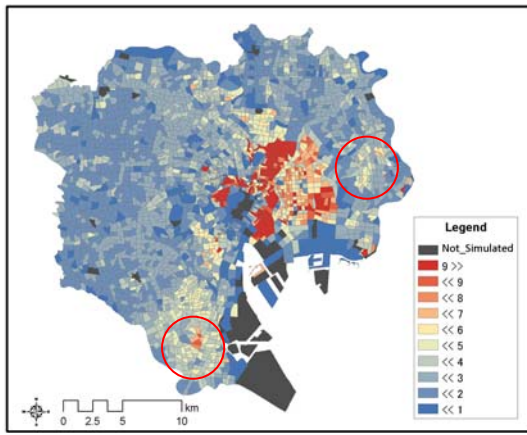 Legend
Not_Simulated
9 >>
<< 9
<< 8
<< 7
<< 6
<< 5
<< 4
<< 3
<< 2
<< 1
km
0 2.5 5 10